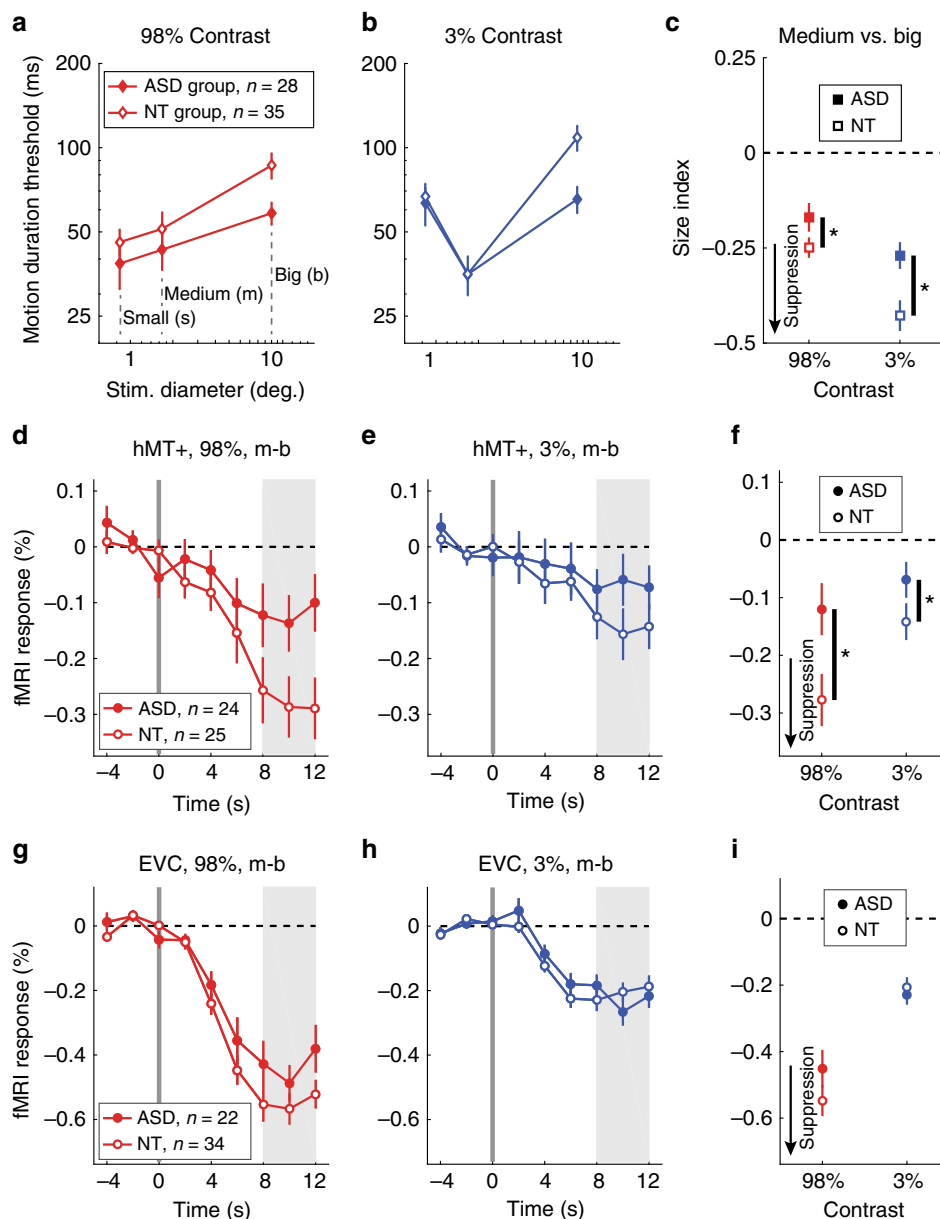 a
98% Contrast
Motion duration threshold (ms)
200
100
50
25
ASD group, n = 28
NT group, n = 35
Small (s)
Medium (m)
Big (b)
1
10
Stim. diameter (deg.)
b
3% Contrast
200
100
50
25
1
10
c
Medium vs. big
Size index
−0.25
0
−0.25
−0.5
ASD
NT
*
*
Suppression
98%
3%
Contrast
d
hMT+, 98%, m-b
fMRI response (%)
0.1
0
−0.1
−0.2
−0.3
ASD, n = 24
NT, n = 25
−4
0
4
8
12
Time (s)
e
hMT+, 3%, m-b
0.1
0
−0.1
−0.2
−0.3
−4
0
4
8
12
Time (s)
f
0.1
0
−0.1
−0.2
−0.3
ASD
NT
*
*
Suppression
98%
3%
Contrast
g
EVC, 98%, m-b
fMRI response (%)
0
−0.2
−0.4
−0.6
ASD, n = 22
NT, n = 34
−4
0
4
8
12
Time (s)
h
EVC, 3%, m-b
0
−0.2
−0.4
−0.6
−4
0
4
8
12
Time (s)
i
0
−0.2
−0.4
−0.6
ASD
NT
Suppression
98%
3%
Contrast